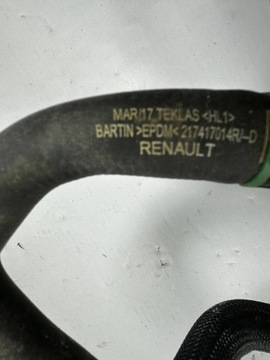 MAR/17 TEKLAS <HL1>
BARTIN >EPDM< 217417014R/-D
RENAULT